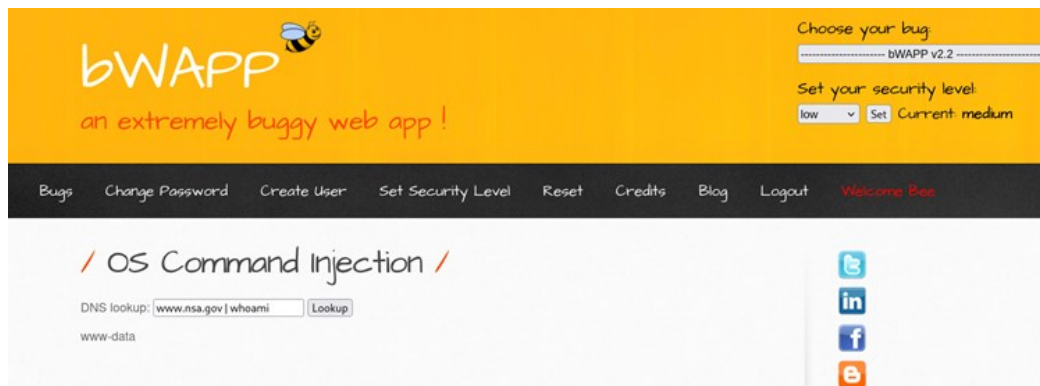 bWAPP
an extremely buggy web app !
Choose your bug:
--------------------- bWAPP v2.2 ---------------------
Set your security level:
low Set Current: medium
Bugs Change Password Create User Set Security Level Reset Credits Blog Logout Welcome Bee
/ OS Command Injection /
DNS lookup: www.nsa.gov | whoami Lookup
www-data
in
f